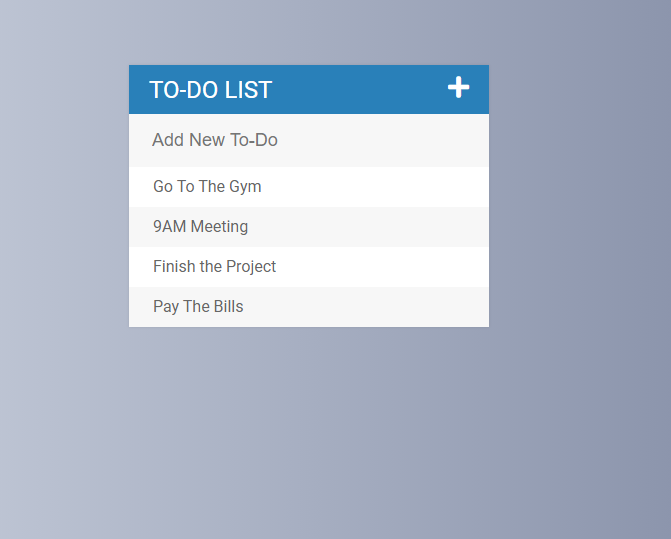 TO-DO LIST
Add New To-Do
Go To The Gym
9AM Meeting
Finish the Project
Pay The Bills